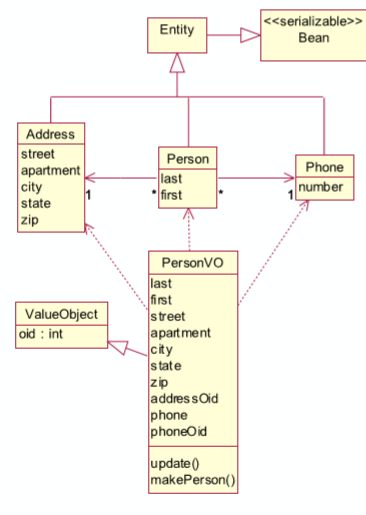 Entity
<<serializable>>
Bean
Address
street
apartment
city
state
zip
Person
last
first
Phone
number
1
*
*
1
PersonVO
last
first
street
apartment
city
state
zip
addressOid
phone
phoneOid
update()
makePerson()
ValueObject
oid : int